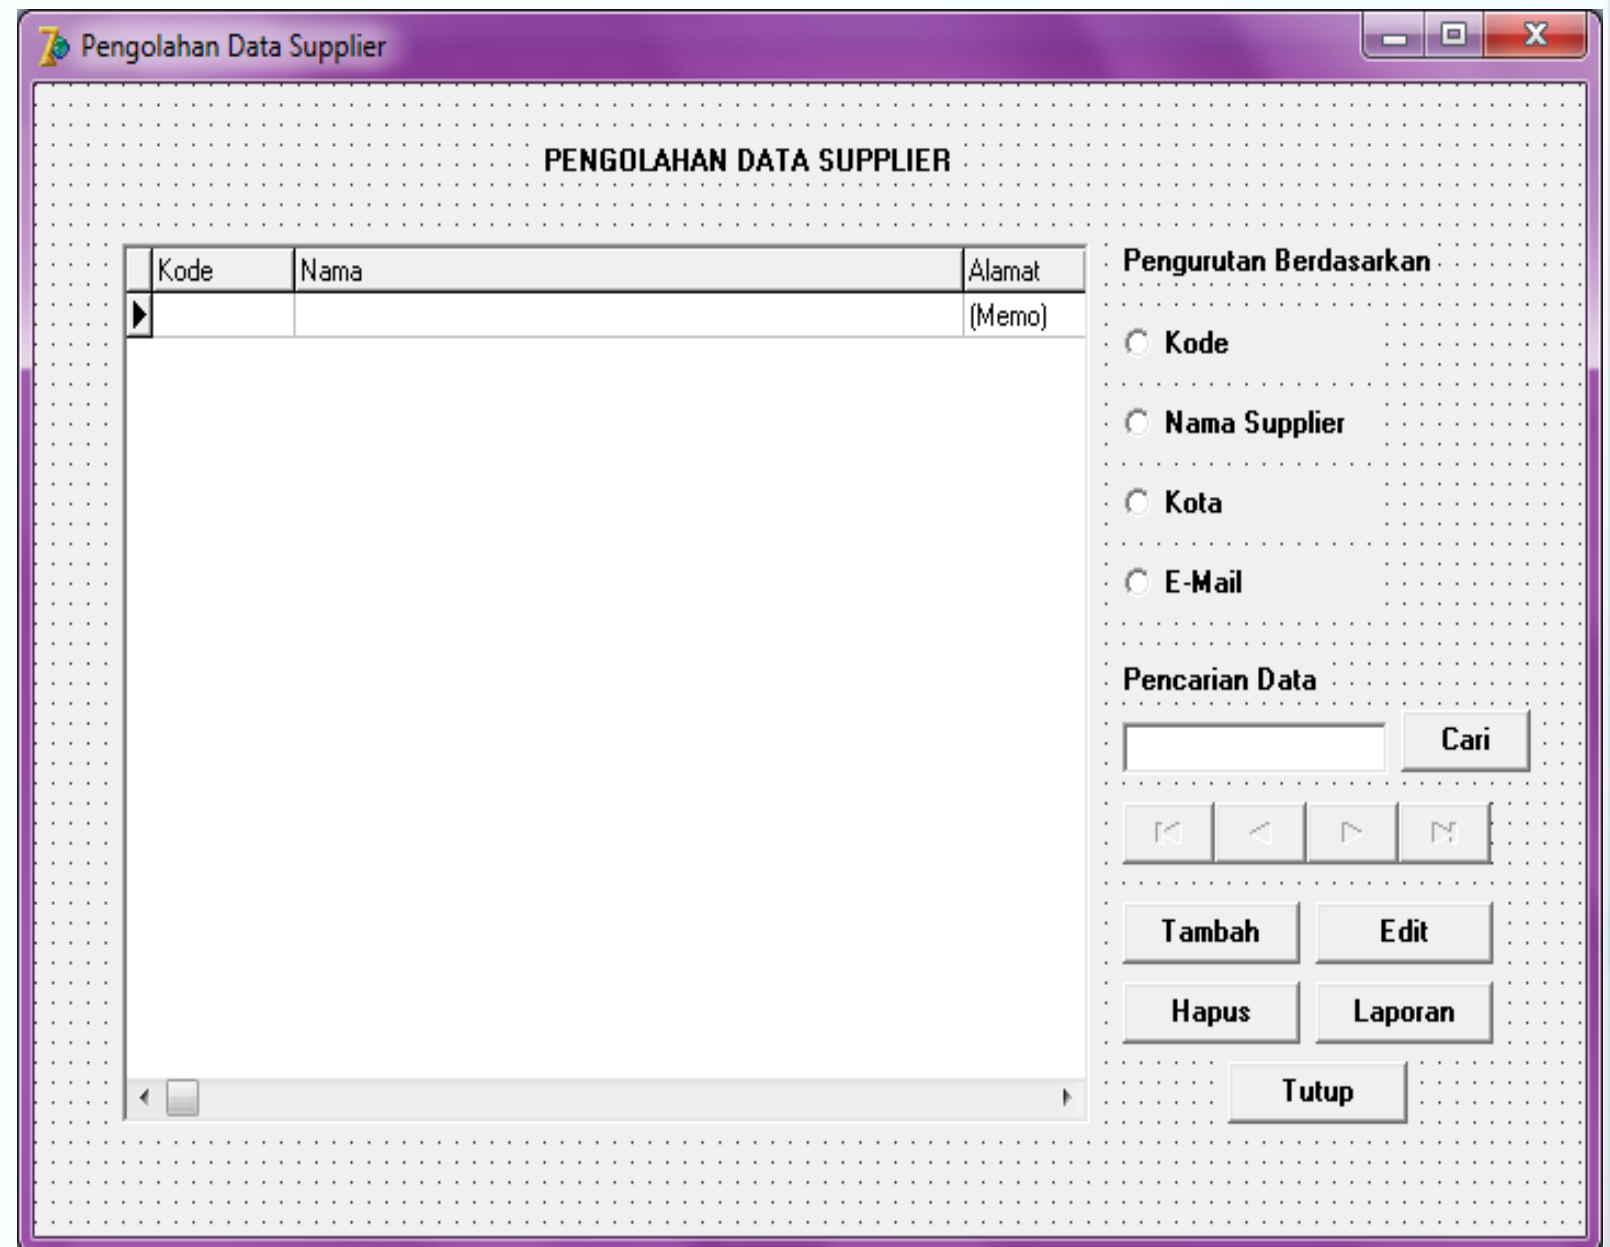 Pengolahan Data Supplier
PENGOLAHAN DATA SUPPLIER
Kode Nama Alamat
(Memo)
Pengurutan Berdasarkan
Kode
Nama Supplier
Kota
E-Mail
Pencarian Data
Cari
Tambah Edit
Hapus Laporan
Tutup